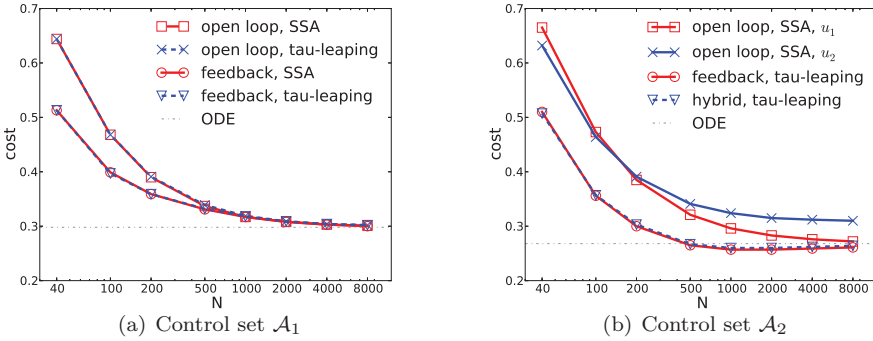 0.7
0.6
0.5
0.4
0.3
0.2
cost
40
100
200
500
1000
2000
4000
8000
N
open loop, SSA
open loop, tau-leaping
feedback, SSA
feedback, tau-leaping
ODE
(a) Control set 𝒜₁
0.7
0.6
0.5
0.4
0.3
0.2
cost
40
100
200
500
1000
2000
4000
8000
N
open loop, SSA, u₁
open loop, SSA, u₂
feedback, tau-leaping
hybrid, tau-leaping
ODE
(b) Control set 𝒜₂